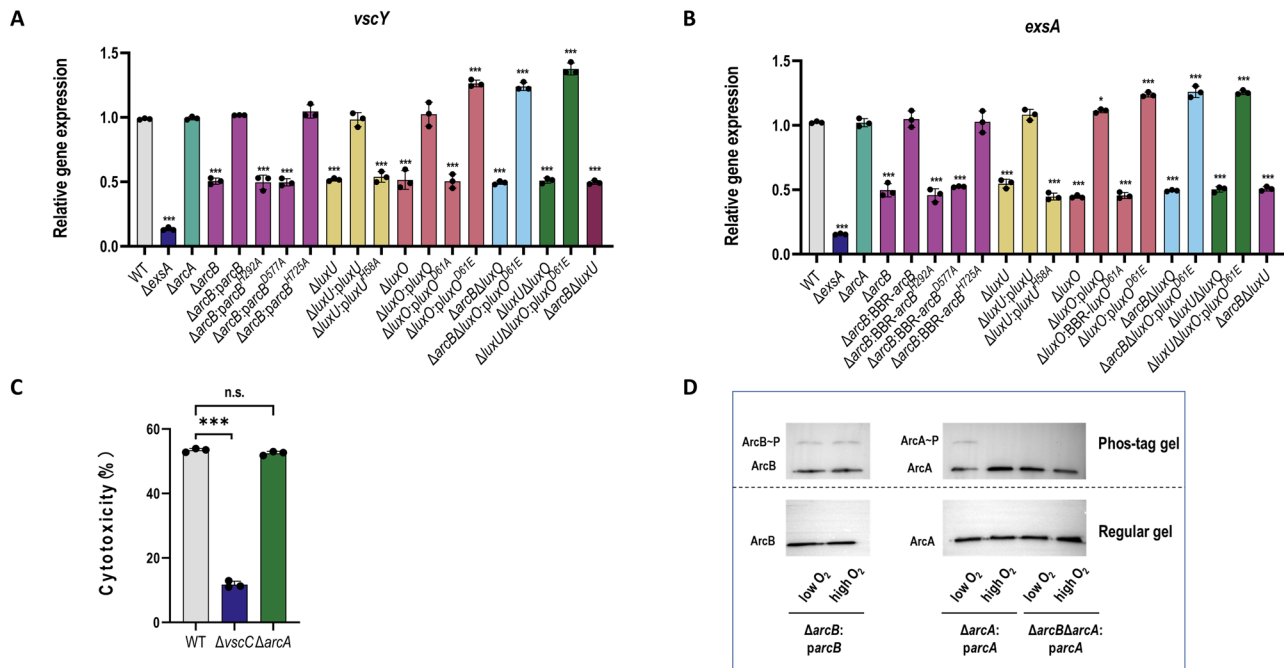 A
vscY
Relative gene expression
1.5
1.0
0.5
0.0
***
***
***
***
***
***
***
***
***
***
***
***
***
***
WT
ΔexsA
ΔarcA
ΔarcB
ΔarcB:parcB
ΔarcB:parcB^H292A
ΔarcB:parcB^D577A
ΔarcB:parcB^H725A
ΔluxU
ΔluxU:pluxU
ΔluxU:pluxU^H58A
ΔluxO
ΔluxO:pluxO
ΔluxO:pluxO^D61A
ΔluxO:pluxO^D61E
ΔarcBΔluxO
ΔarcBΔluxO:pluxO^D61E
ΔluxUΔluxO
ΔluxUΔluxO:pluxO^D61E
ΔarcBΔluxU
B
exsA
Relative gene expression
1.5
1.0
0.5
0.0
***
***
***
***
***
***
***
*
***
***
***
***
***
***
***
WT
ΔexsA
ΔarcA
ΔarcB
ΔarcB:BBR-arcB
ΔarcB:BBR-arcB^H292A
ΔarcB:BBR-arcB^D577A
ΔarcB:BBR-arcB^H725A
ΔluxU
ΔluxU:pluxU
ΔluxU:pluxU^H58A
ΔluxO
ΔluxO:pluxO
ΔluxO:BBR-luxO^D61A
ΔluxO:pluxO^D61E
ΔarcBΔluxO
ΔarcBΔluxO:pluxO^D61E
ΔluxUΔluxO
ΔluxUΔluxO:pluxO^D61E
ΔarcBΔluxU
C
n.s.
***
Cytotoxicity(%)
60
40
20
0
WT ΔvscC ΔarcA
D
ArcB~P
ArcB
ArcA~P
ArcA
Phos-tag gel
ArcB
ArcA
Regular gel
low O₂
high O₂
low O₂
high O₂
low O₂
high O₂
ΔarcB:
parcB
ΔarcA:
parcA
ΔarcBΔarcA:
parcA